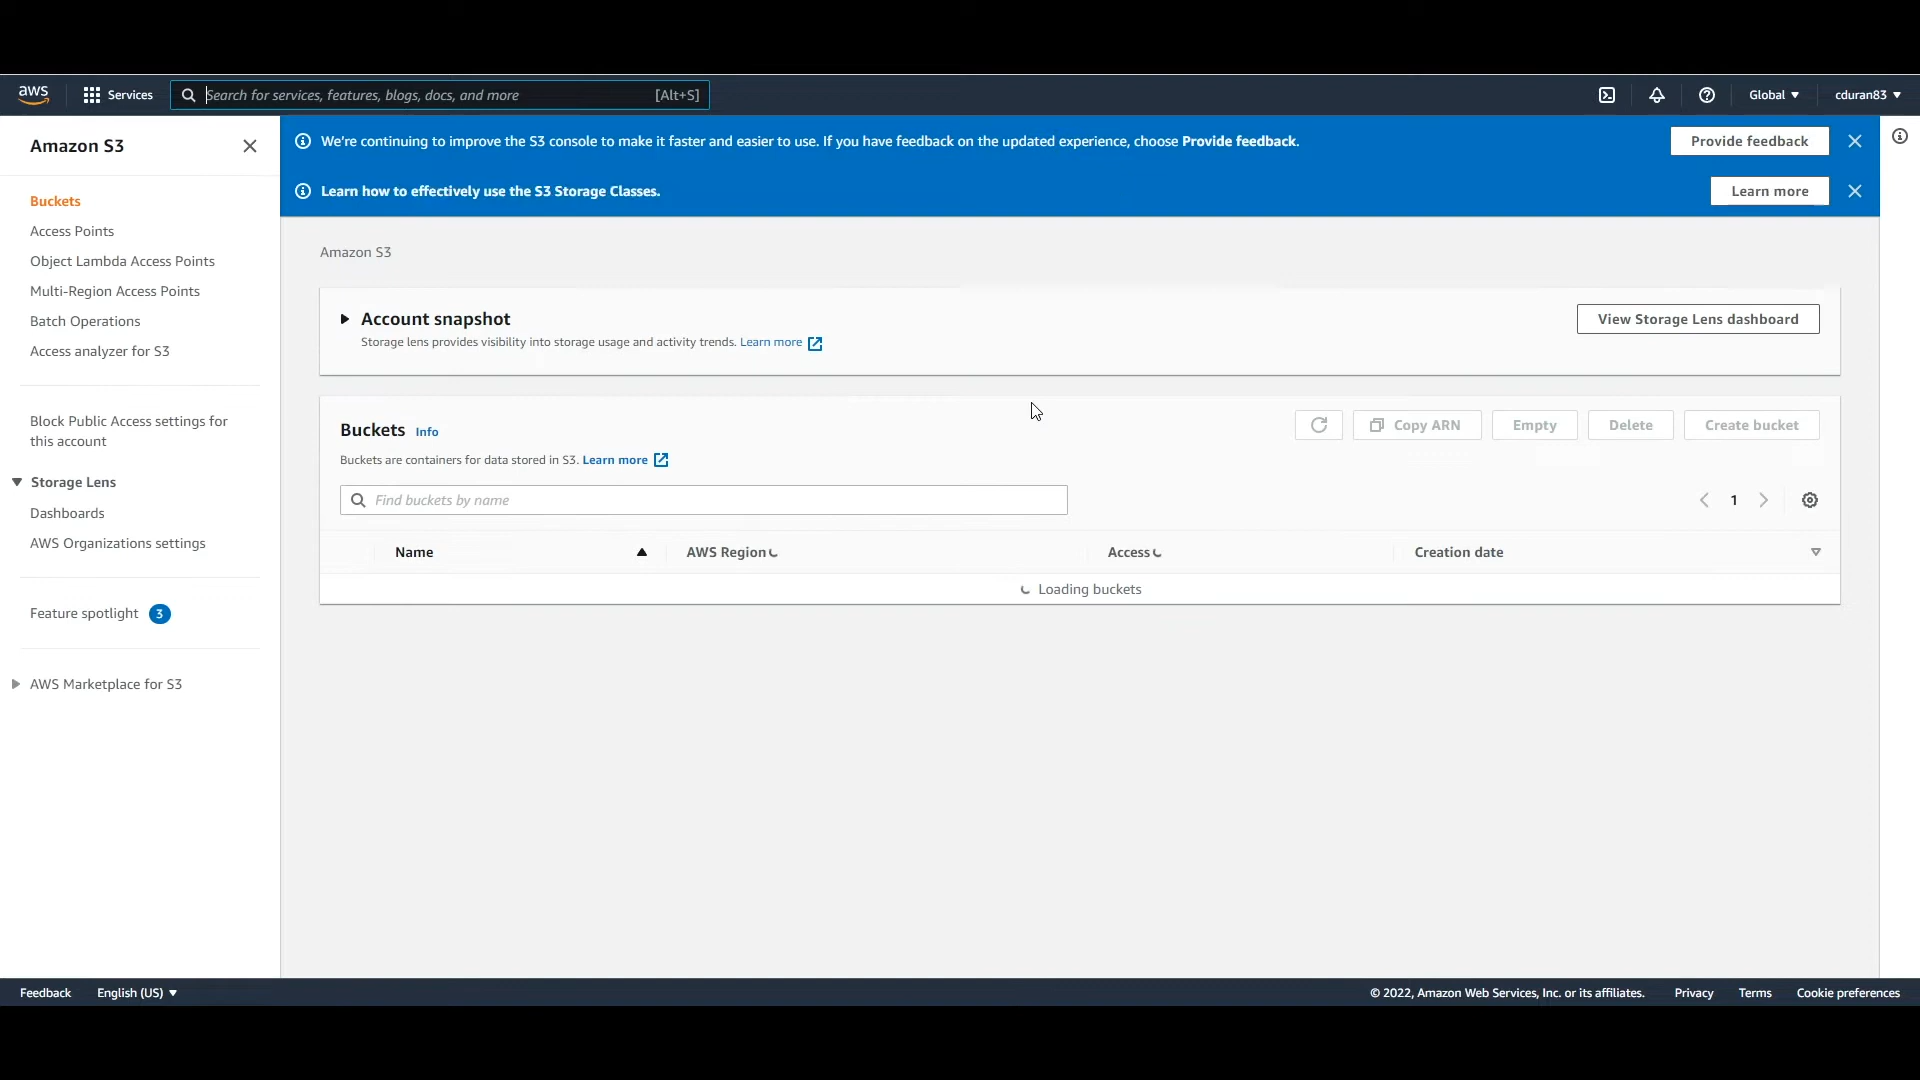 aws
Services
Search for services, features, blogs, docs, and more
[Alt+S]
Global
cduran83
Amazon S3
Buckets
Access Points
Object Lambda Access Points
Multi-Region Access Points
Batch Operations
Access analyzer for S3
Block Public Access settings for
this account
Storage Lens
Dashboards
AWS Organizations settings
Feature spotlight 3
AWS Marketplace for S3
We're continuing to improve the S3 console to make it faster and easier to use. If you have feedback on the updated experience, choose Provide feedback.
Provide feedback
Learn how to effectively use the S3 Storage Classes.
Learn more
Amazon S3
Account snapshot
Storage lens provides visibility into storage usage and activity trends. Learn more
View Storage Lens dashboard
Buckets Info
Buckets are containers for data stored in S3. Learn more
Copy ARN
Empty
Delete
Create bucket
Find buckets by name
1
Name
AWS Region
Access
Creation date
Loading buckets
Feedback
English (US)
© 2022, Amazon Web Services, Inc. or its affiliates.
Privacy
Terms
Cookie preferences